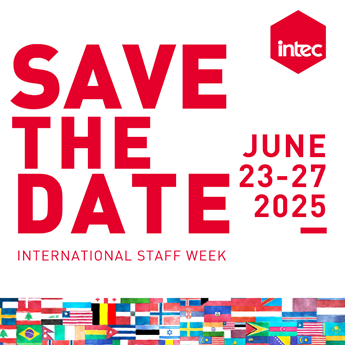 intec
SAVE
THE
DATE
JUNE
23-27
2025
INTERNATIONAL STAFF WEEK